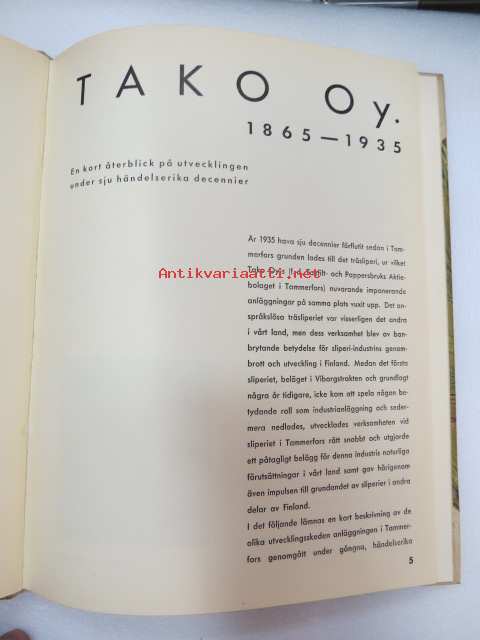 TAKO Oy.
1865—1935
En kort återblick på utvecklingen
under sju händelserika decennier
År 1935 hava sju decennier förflutit sedan i Tam-
merfors grunden lades till det träsliperi, ur vilket
Antikvariaatti.net
Tako Oy:s och Pappersbruks Aktie-
bolaget i Tammerfors) nuvarande imponerande
anläggningar på samma plats vuxit upp. Det an-
språkslösa träsliperiet var visserligen det andra
i vårt land, men dess verksamhet blev av ban-
brytande betydelse för sliperi-industrins genom-
brott och utveckling i Finland. Medan det första
sliperiet, beläget i Viborgstrakten och grundlagt
några år tidigare, icke kom att spela någon be-
tydande roll som industrianläggning och seder-
mera nedlades, utvecklades verksamheten vid
sliperiet i Tammerfors rätt snabbt och utgjorde
ett påtagligt belägg för denna industris naturliga
förutsättningar i vårt land samt gav härigenom
även impulsen till grundandet av sliperier i andra
delar av Finland.
I det följande lämnas en kort beskrivning av de
olika utvecklingsskeden anläggningen i Tammer-
fors genomgått under gångna, händelserika
5